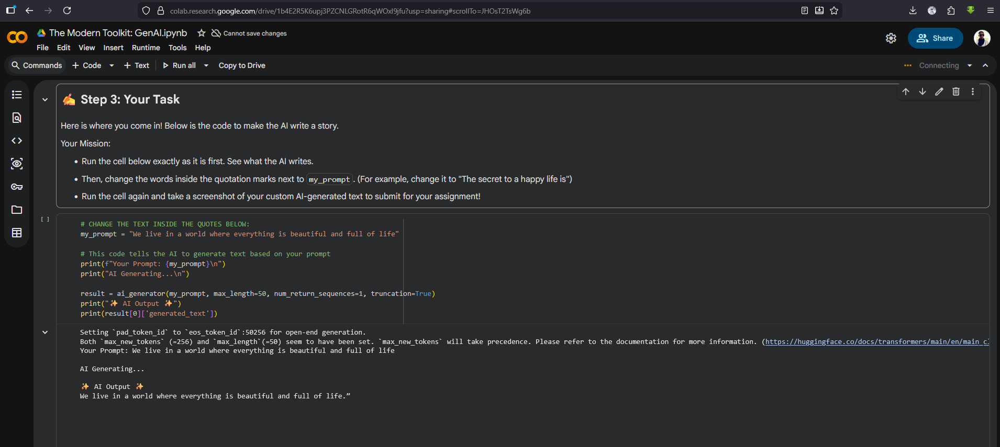 colab.research.google.com/drive/1b4E2R5K6upj3PZCNLGRotR6qWOxl9jfu?usp=sharing#scrollTo=JHOsT2TsWg6b
The Modern Toolkit: GenAI.ipynb
Cannot save changes
File Edit View Insert Runtime Tools Help
Share
Commands + Code + Text Run all Copy to Drive
Connecting
✍️ Step 3: Your Task
Here is where you come in! Below is the code to make the AI write a story.
Your Mission:
• Run the cell below exactly as it is first. See what the AI writes.
• Then, change the words inside the quotation marks next to my_prompt. (For example, change it to "The secret to a happy life is")
• Run the cell again and take a screenshot of your custom AI-generated text to submit for your assignment!
[ ]
# CHANGE THE TEXT INSIDE THE QUOTES BELOW:
my_prompt = "We live in a world where everything is beautiful and full of life"
# This code tells the AI to generate text based on your prompt
print(f"Your Prompt: {my_prompt}\n")
print("AI Generating...\n")
result = ai_generator(my_prompt, max_length=50, num_return_sequences=1, truncation=True)
print("✨ AI Output ✨")
print(result[0]['generated_text'])
Setting `pad_token_id` to `eos_token_id`:50256 for open-end generation.
Both `max_new_tokens` (=256) and `max_length`(=50) seem to have been set. `max_new_tokens` will take precedence. Please refer to the documentation for more information. (https://huggingface.co/docs/transformers/main/en/main_cl
Your Prompt: We live in a world where everything is beautiful and full of life
AI Generating...
✨ AI Output ✨
We live in a world where everything is beautiful and full of life.”